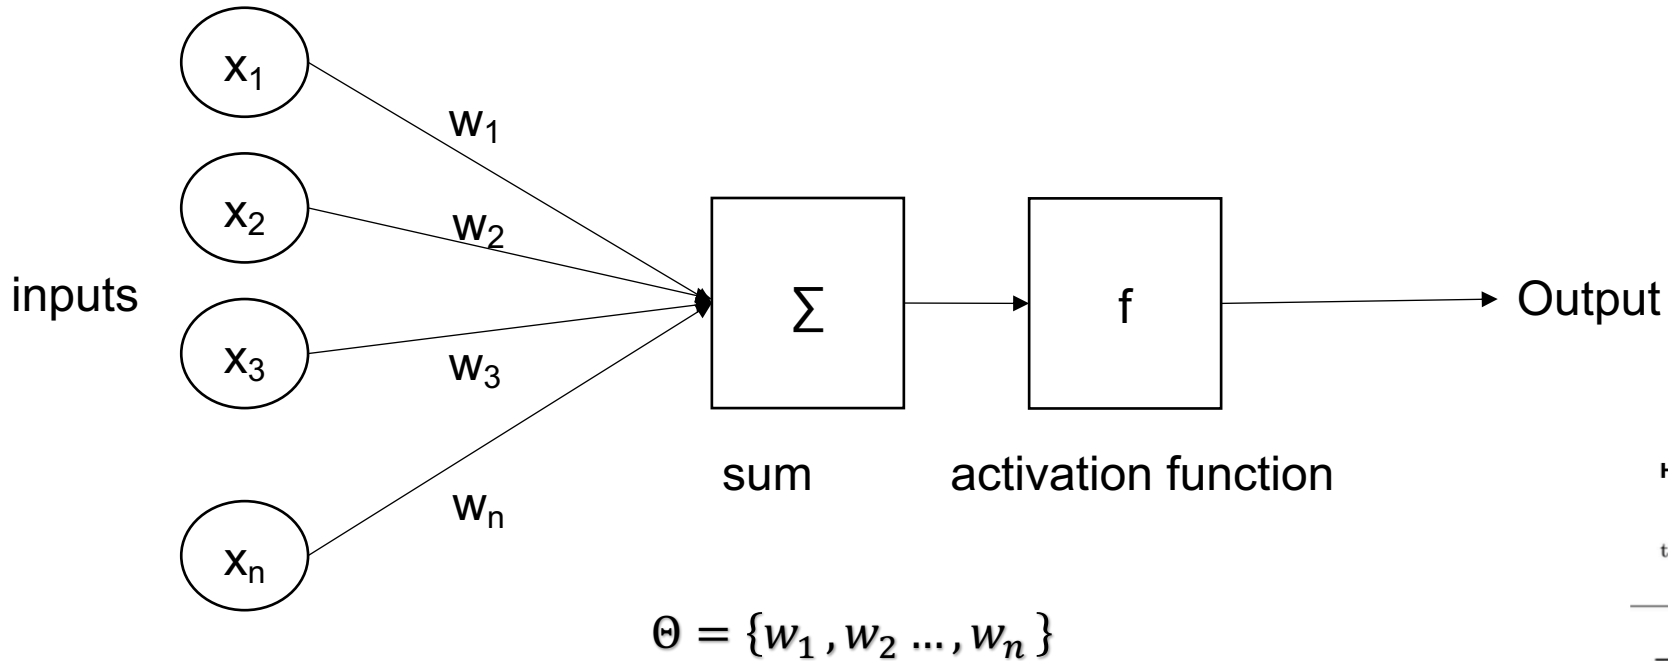 x₁
w₁
x₂
w₂
inputs
∑
f
Output
x₃
w₃
sum
activation function
wₙ
xₙ
Θ = {w₁ , w₂ … , wₙ }